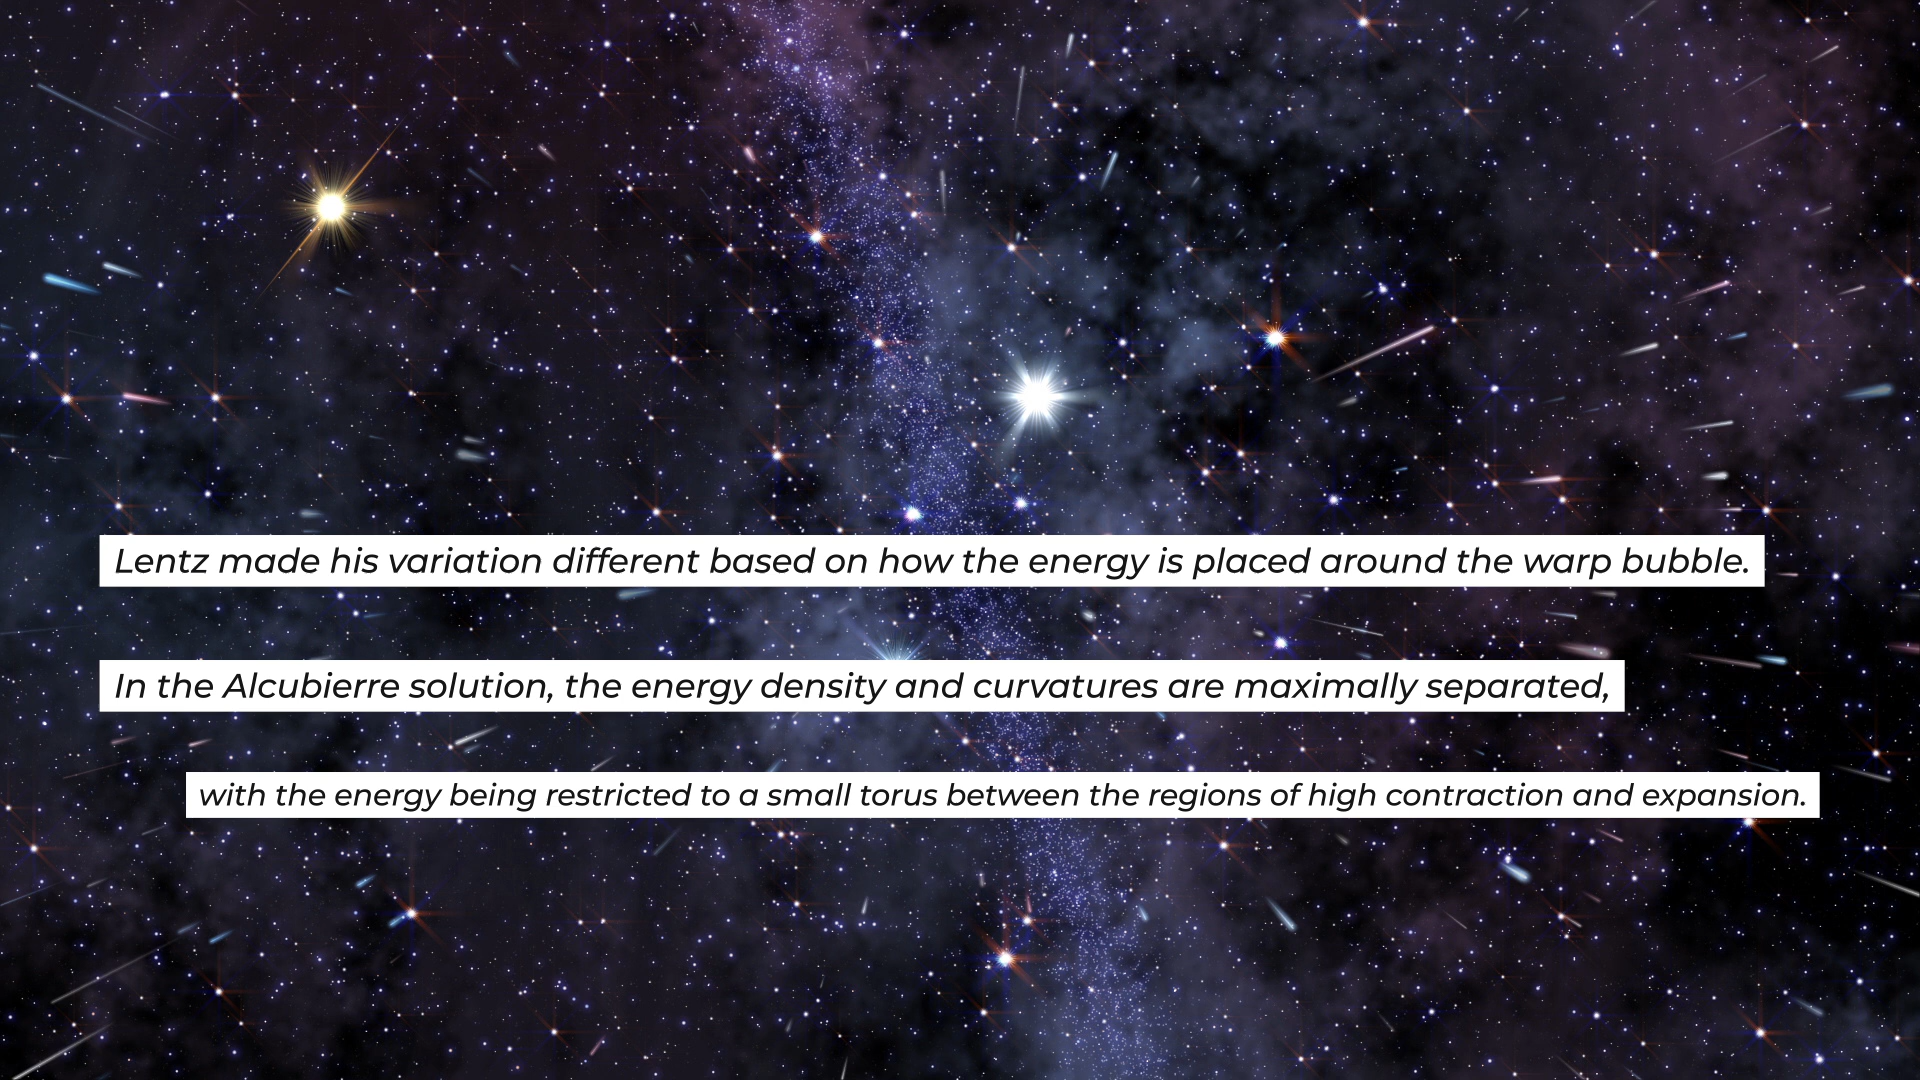 Lentz made his variation different based on how the energy is placed around the warp bubble.
In the Alcubierre solution, the energy density and curvatures are maximally separated,
with the energy being restricted to a small torus between the regions of high contraction and expansion.